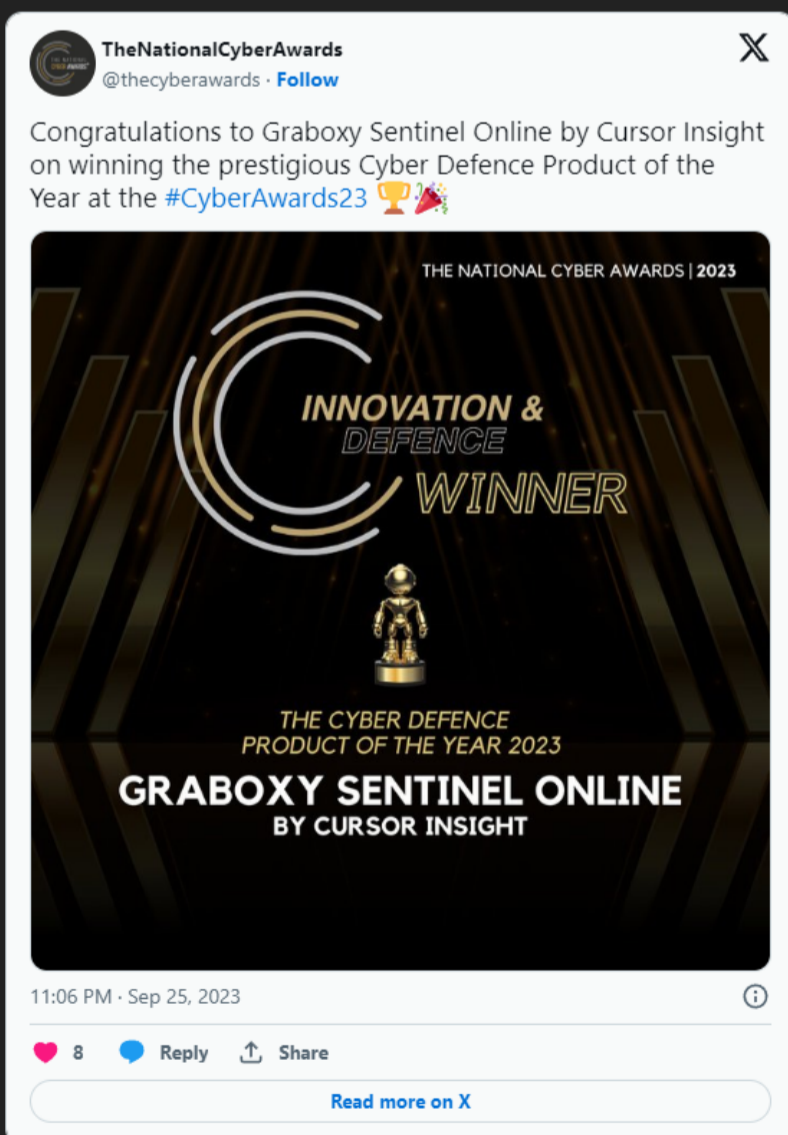 TheNationalCyberAwards
@thecyberawards · Follow
Congratulations to Graboxy Sentinel Online by Cursor Insight
on winning the prestigious Cyber Defence Product of the
Year at the #CyberAwards23 🏆🎉
THE NATIONAL CYBER AWARDS | 2023
INNOVATION &
DEFENCE
WINNER
THE CYBER DEFENCE
PRODUCT OF THE YEAR 2023
GRABOXY SENTINEL ONLINE
BY CURSOR INSIGHT
11:06 PM · Sep 25, 2023
8 Reply Share
Read more on X